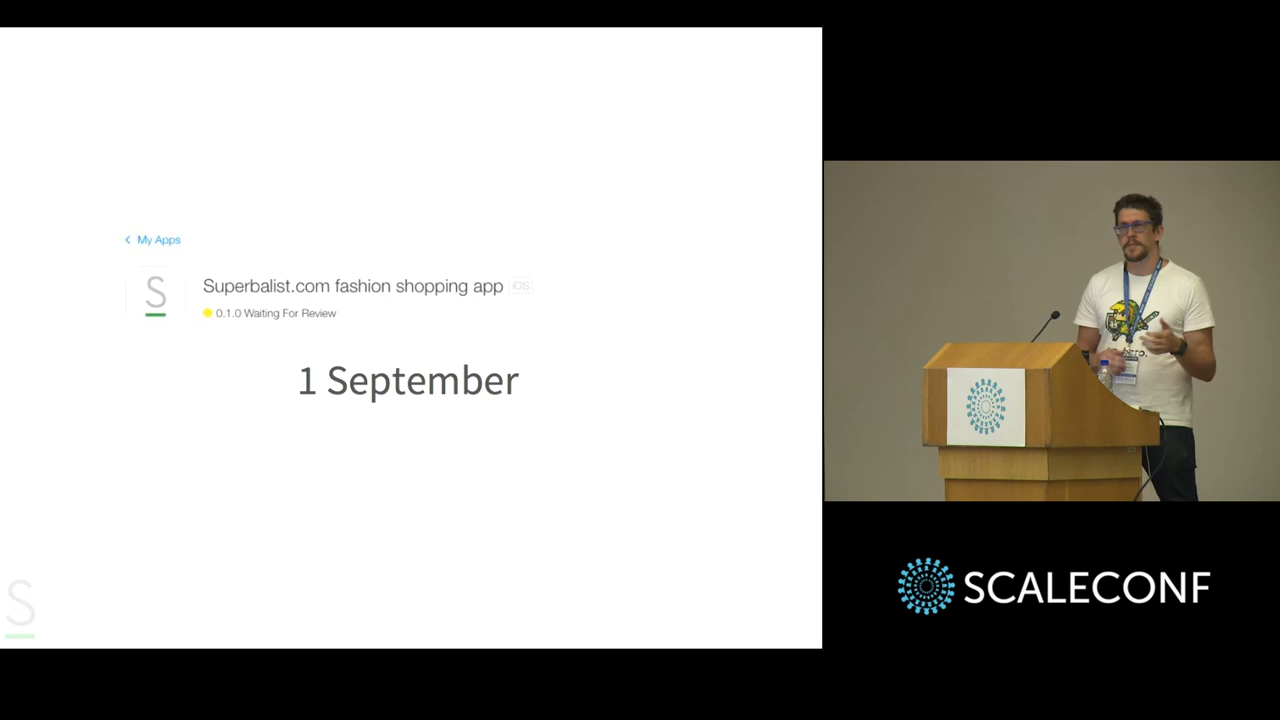 My Apps
S
Superbalist.com fashion shopping app iOS
0.1.0 Waiting For Review
1 September
S
SCALECONF